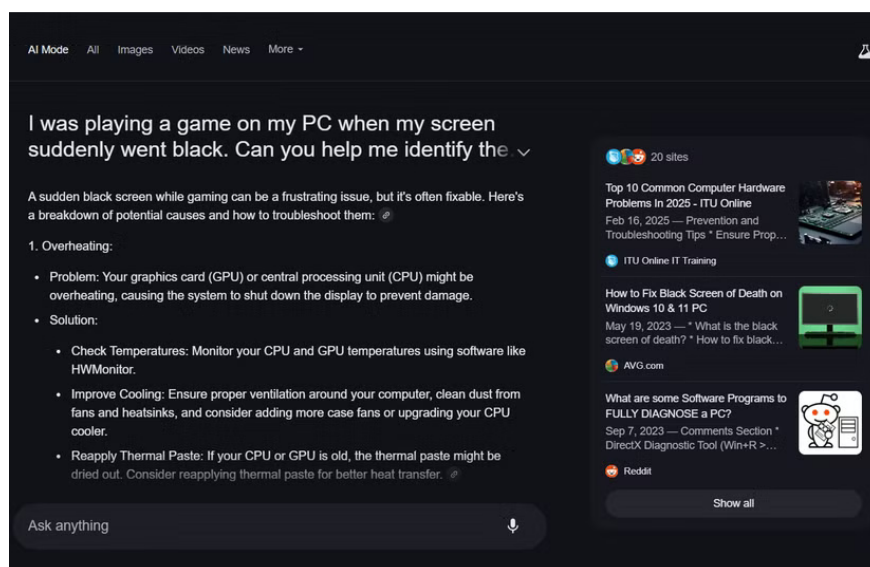 AI Mode All Images Videos News More
I was playing a game on my PC when my screen
suddenly went black. Can you help me identify the
A sudden black screen while gaming can be a frustrating issue, but it's often fixable. Here's
a breakdown of potential causes and how to troubleshoot them:
1. Overheating:
• Problem: Your graphics card (GPU) or central processing unit (CPU) might be
overheating, causing the system to shut down the display to prevent damage.
• Solution:
• Check Temperatures: Monitor your CPU and GPU temperatures using software like
HWMonitor.
• Improve Cooling: Ensure proper ventilation around your computer, clean dust from
fans and heatsinks, and consider adding more case fans or upgrading your CPU
cooler.
• Reapply Thermal Paste: If your CPU or GPU is old, the thermal paste might be
dried out. Consider reapplying thermal paste for better heat transfer.
Ask anything
20 sites
Top 10 Common Computer Hardware
Problems In 2025 - ITU Online
Feb 16, 2025 — Prevention and
Troubleshooting Tips * Ensure Prop...
ITU Online IT Training
How to Fix Black Screen of Death on
Windows 10 & 11 PC
May 19, 2023 — * What is the black
screen of death? * How to fix black...
AVG.com
What are some Software Programs to
FULLY DIAGNOSE a PC?
Sep 7, 2023 — Comments Section *
DirectX Diagnostic Tool (Win+R >...
Reddit
Show all